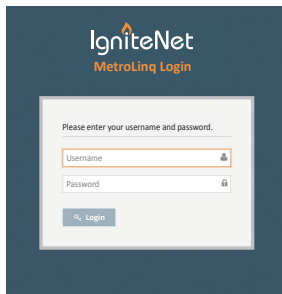 IgniteNet
MetroLinq Login
Please enter your username and password.
Username
Password
Login